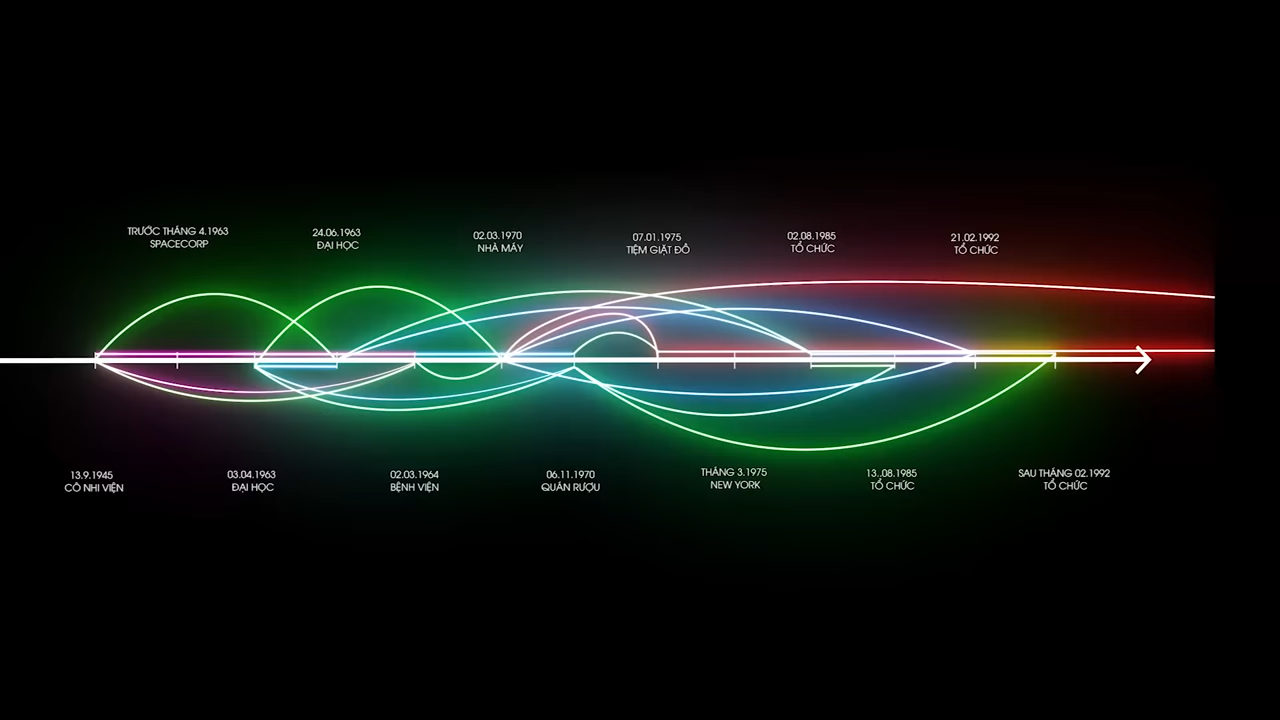 TRƯỚC THÁNG 4.1963
SPACECORP
24.06.1963
ĐẠI HỌC
02.03.1970
NHÀ MÁY
07.01.1975
TIỆM GIẶT ĐỒ
02.08.1985
TỔ CHỨC
21.02.1992
TỔ CHỨC
13.9.1945
CÔ NHI VIỆN
03.04.1963
ĐẠI HỌC
02.03.1964
BỆNH VIỆN
06.11.1970
QUÁN RƯỢU
THÁNG 3.1975
NEW YORK
13..08.1985
TỔ CHỨC
SAU THÁNG 02.1992
TỔ CHỨC